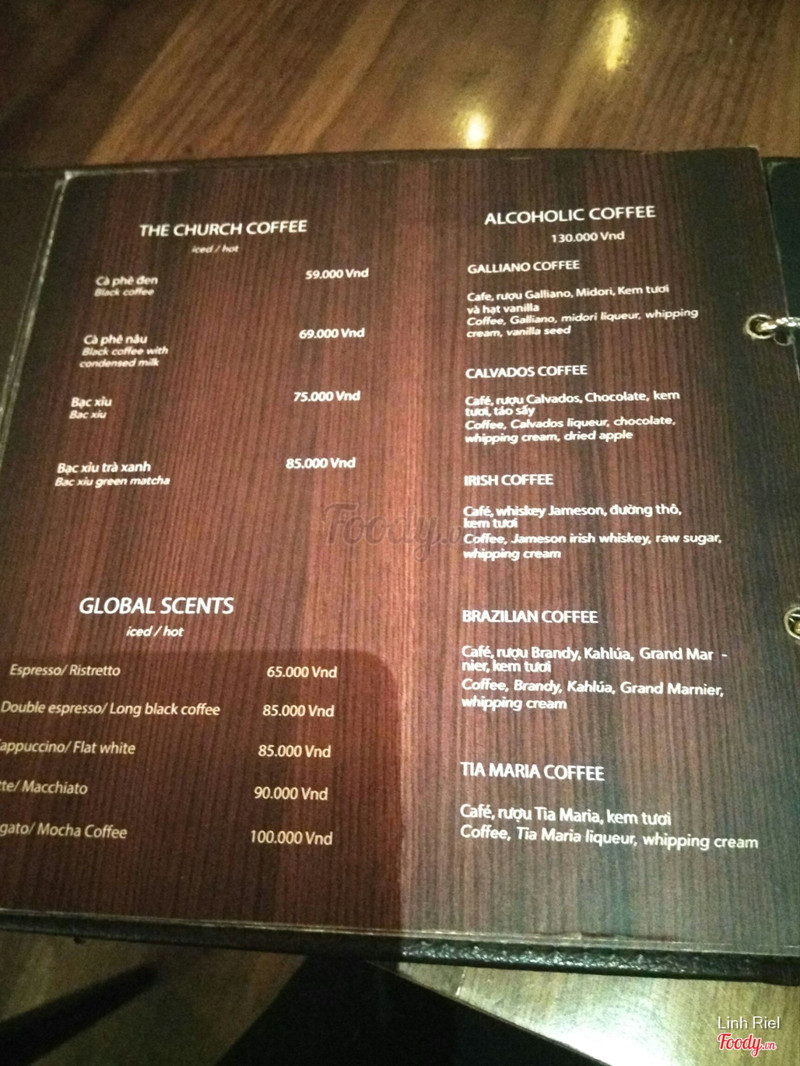 THE CHURCH COFFEE
iced / hot
Cà phê đen 59.000 Vnd
Black coffee
Cà phê nâu 69.000 Vnd
Black coffee with
condensed milk
Bạc xỉu 75.000 Vnd
Bạc xỉu
Bạc xỉu trà xanh 85.000 Vnd
Bạc xỉu green matcha
GLOBAL SCENTS
iced / hot
Espresso/ Ristretto 65.000 Vnd
Double espresso/ Long black coffee 85.000 Vnd
appuccino/ Flat white 85.000 Vnd
tte/ Macchiato 90.000 Vnd
gato/ Mocha Coffee 100.000 Vnd
ALCOHOLIC COFFEE
130.000 Vnd
GALLIANO COFFEE
Cafe, rượu Galliano, Midori, Kem tươi
và hạt vanilla
Coffee, Galliano, midori liqueur, whipping
cream, vanilla seed
CALVADOS COFFEE
Café, rượu Calvados, Chocolate, kem
tươi, táo sấy
Coffee, Calvados liqueur, chocolate,
whipping cream, dried apple
IRISH COFFEE
Café, whiskey Jameson, đường thô,
kem tươi
Coffee, Jameson irish whiskey, raw sugar,
whipping cream
BRAZILIAN COFFEE
Café, rượu Brandy, Kahlúa, Grand Mar -
nier, kem tươi
Coffee, Brandy, Kahlúa, Grand Marnier,
whipping cream
TIA MARIA COFFEE
Café, rượu Tia Maria, kem tươi
Coffee, Tia Maria liqueur, whipping cream
Foody.vn
Linh Riel
Foody.vn